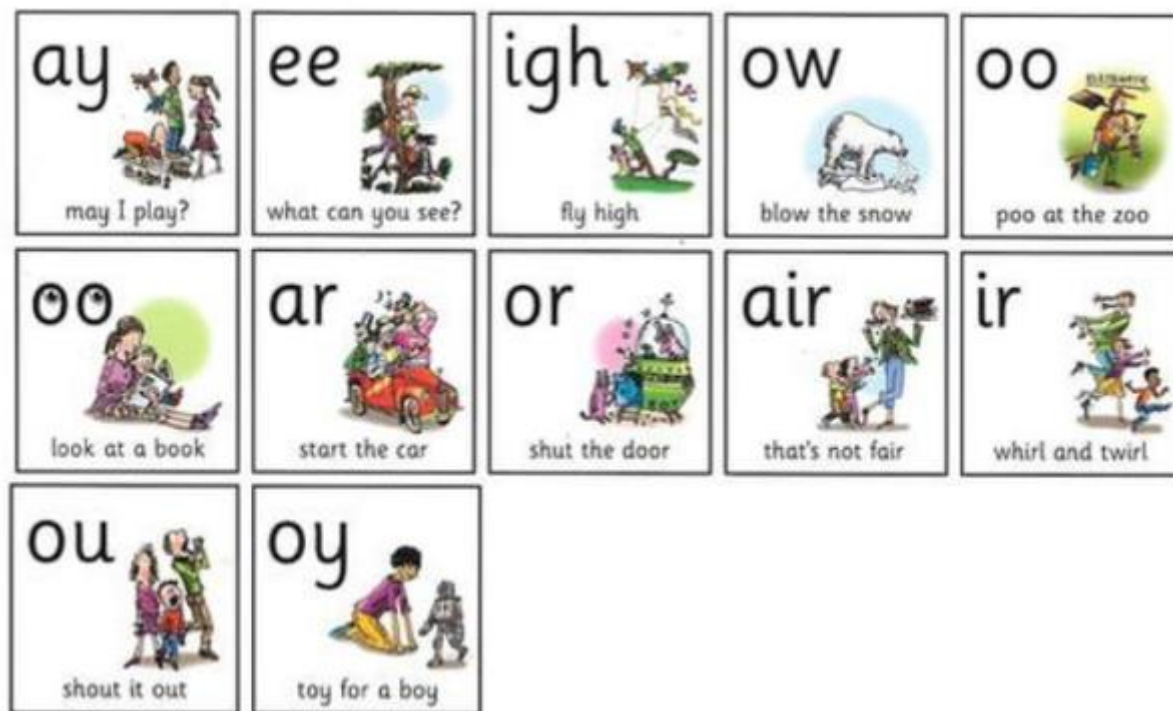 ay
may I play?
ee
what can you see?
igh
fly high
ow
blow the snow
oo
poo at the zoo
oo
look at a book
ar
start the car
or
shut the door
air
that's not fair
ir
whirl and twirl
ou
shout it out
oy
toy for a boy